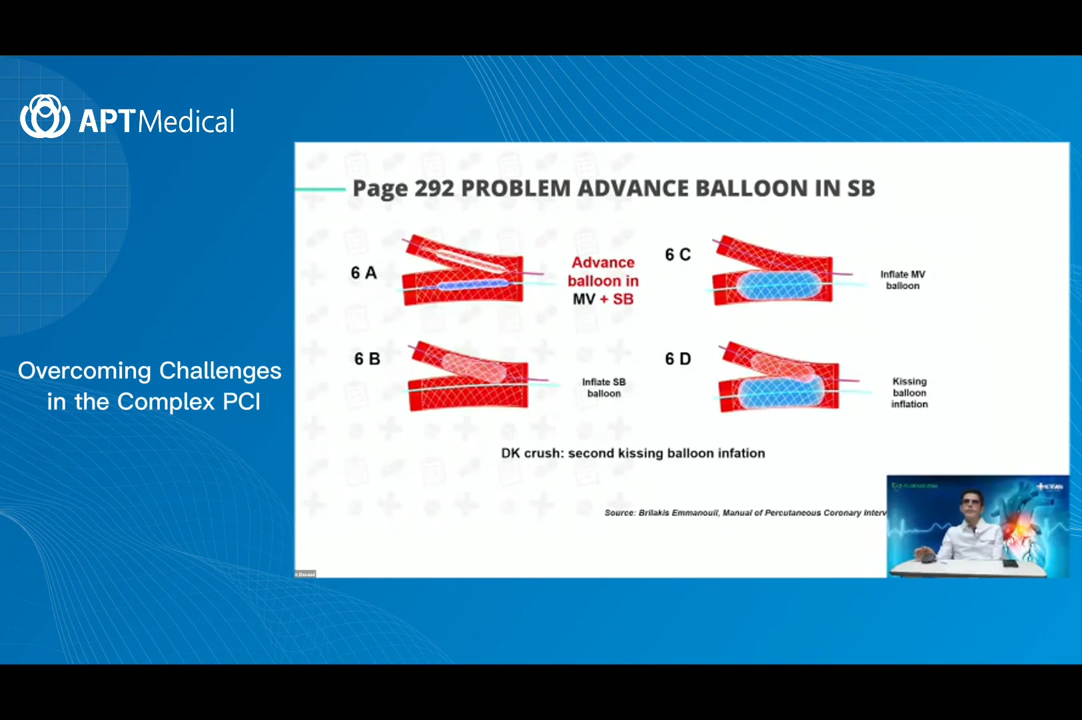 APT Medical
Page 292 PROBLEM ADVANCE BALLOON IN SB
6 A
Advance
balloon in
MV + SB
6 C
Inflate MV
balloon
6 B
Inflate SB
balloon
6 D
Kissing
balloon
inflation
Overcoming Challenges
in the Complex PCI
DK crush: second kissing balloon infation
Source: Brilakis Emmanouil, Manual of Percutaneous Coronary Interv